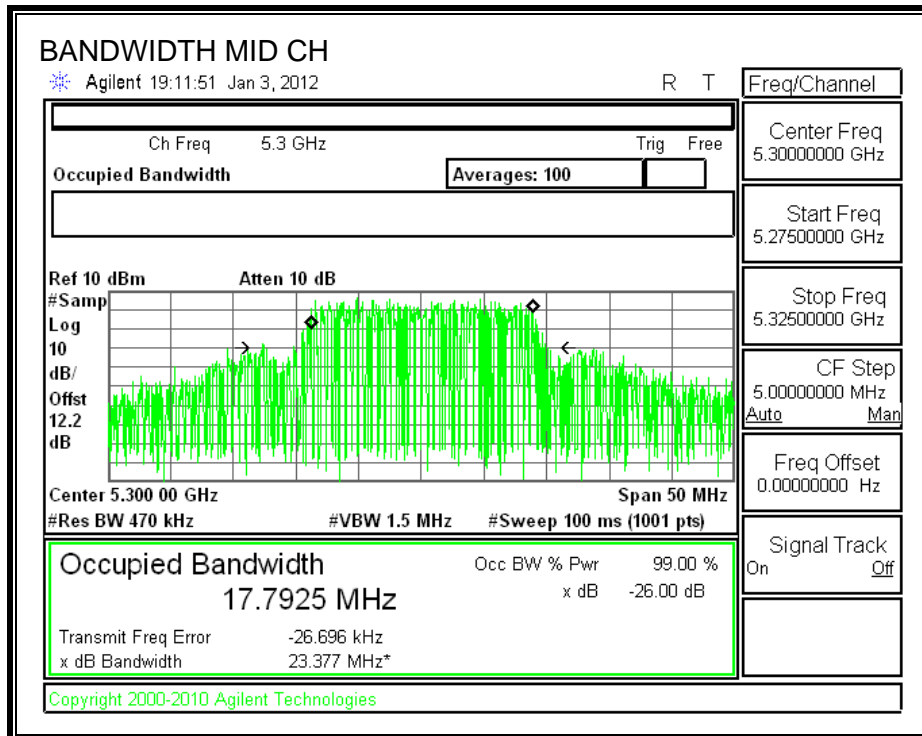 BANDWIDTH MID CH
Agilent 19:11:51 Jan 3, 2012 R T
Ch Freq 5.3 GHz Trig Free
Occupied Bandwidth Averages: 100
Ref 10 dBm Atten 10 dB
#Samp
Log
10
dB/
Offst
12.2
dB
Center 5.300 00 GHz Span 50 MHz
#Res BW 470 kHz #VBW 1.5 MHz #Sweep 100 ms (1001 pts)
Occupied Bandwidth Occ BW % Pwr 99.00 %
17.7925 MHz x dB -26.00 dB
Transmit Freq Error -26.696 kHz
x dB Bandwidth 23.377 MHz*
Copyright 2000-2010 Agilent Technologies
Freq/Channel
Center Freq
5.30000000 GHz
Start Freq
5.27500000 GHz
Stop Freq
5.32500000 GHz
CF Step
5.00000000 MHz
Auto Man
Freq Offset
0.00000000 Hz
Signal Track
On Off